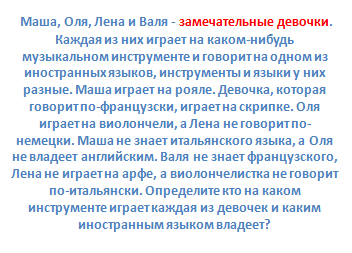 Маша, Оля, Лена и Валя - замечательные девочки.
Каждая из них играет на каком-нибудь
музыкальном инструменте и говорит на одном из
иностранных языков, инструменты и языки у них
разные. Маша играет на рояле. Девочка, которая
говорит по-французски, играет на скрипке. Оля
играет на виолончели, а Лена не говорит по-
немецки. Маша не знает итальянского языка, а Оля
не владеет английским. Валя не знает французского,
Лена не играет на арфе, а виолончелистка не говорит
по-итальянски. Определите кто на каком
инструменте играет каждая из девочек и каким
иностранным языком владеет?